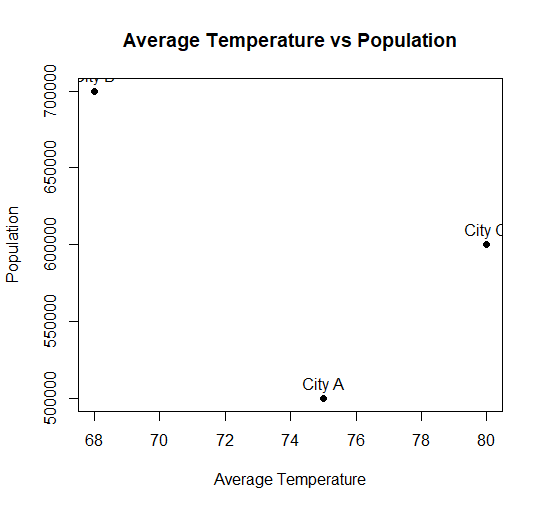 Average Temperature vs Population
700000
650000
600000
550000
500000
Population
City
City
City A
68 70 72 74 76 78 80
Average Temperature